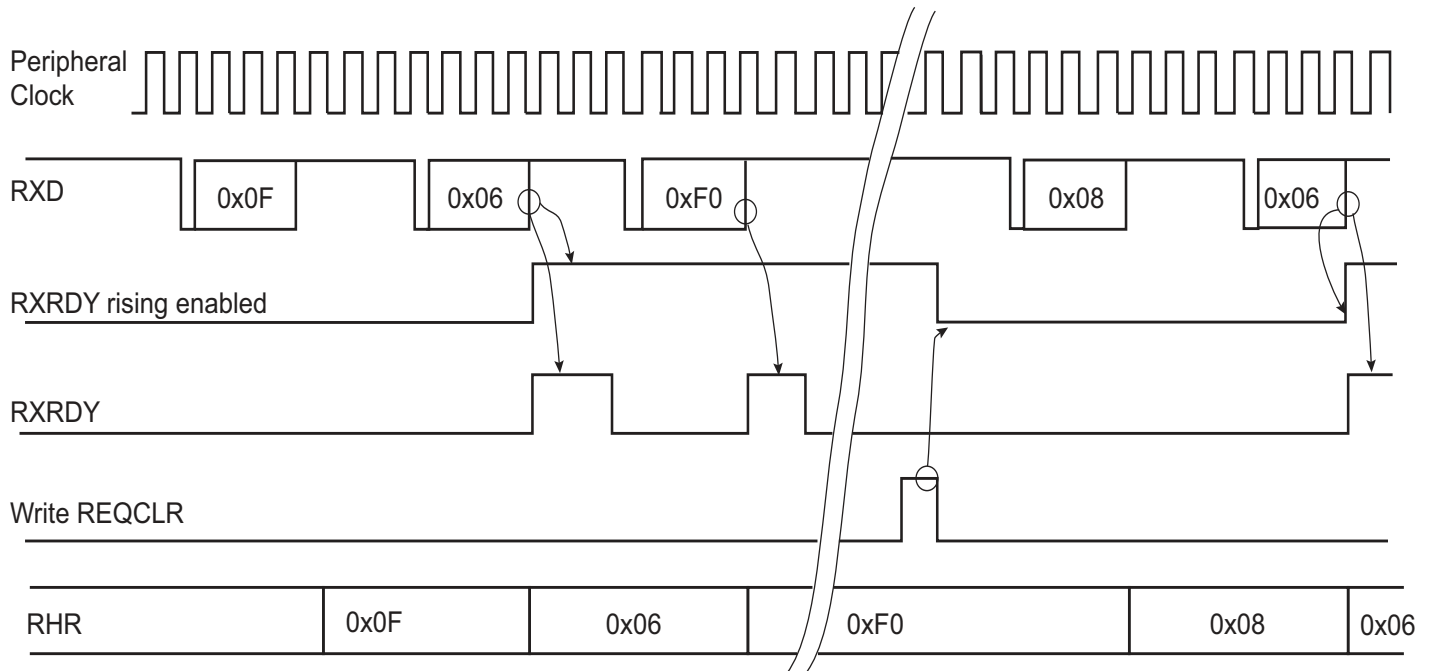 Peripheral
Clock
RXD
0x0F
0x06
0xF0
0x08
0x06
RXRDY rising enabled
RXRDY
Write REQCLR
RHR
0x0F
0x06
0xF0
0x08
0x06